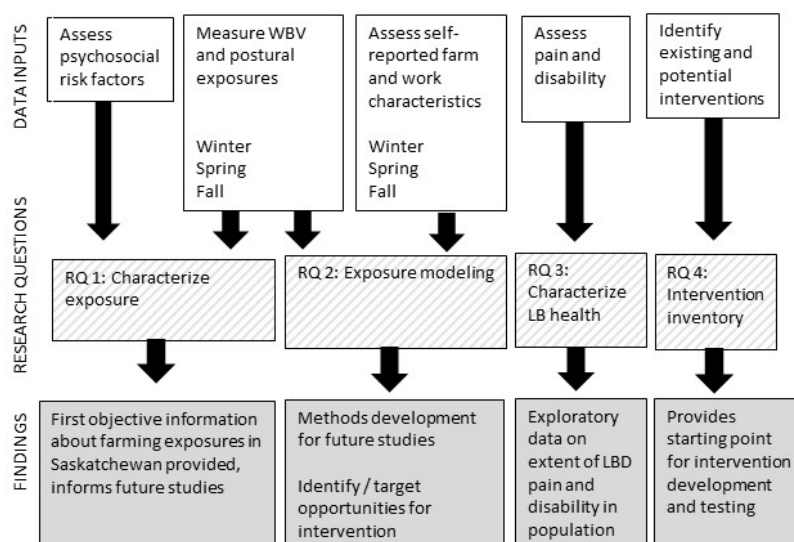 DATA INPUTS
Assess
psychosocial
risk factors
Measure WBV
and postural
exposures
Winter
Spring
Fall
Assess self-
reported farm
and work
characteristics
Winter
Spring
Fall
Assess
pain and
disability
Identify
existing and
potential
interventions
RESEARCH QUESTIONS
RQ 1: Characterize
exposure
RQ 2: Exposure modeling
RQ 3:
Characterize
LB health
RQ 4:
Intervention
inventory
FINDINGS
First objective information
about farming exposures in
Saskatchewan provided,
informs future studies
Methods development
for future studies
Identify / target
opportunities for
intervention
Exploratory
data on
extent of LBD
pain and
disability in
population
Provides
starting point
for intervention
development
and testing